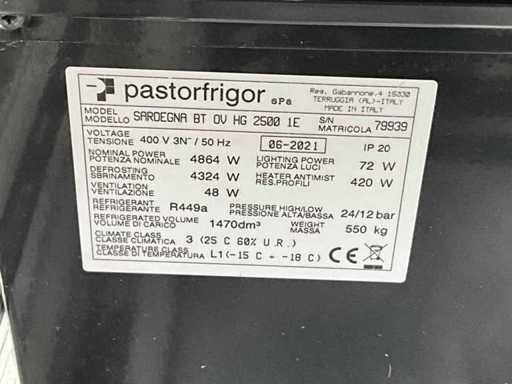 pastorfrigor spa
Reg. Gabannone,4 15030
TERRUGGIA (AL)-ITALY
MADE IN ITALY
MODEL
MODELLO SARDEGNA BT OV HG 2500 1E
S/N
MATRICOLA 79939
VOLTAGE
TENSIONE 400 V 3N~/ 50 Hz 06-2021 IP 20
NOMINAL POWER
POTENZA NOMINALE 4864 W
LIGHTING POWER
POTENZA LUCI 72 W
DEFROSTING
SBRINAMENTO 4324 W
HEATER ANTIMIST
RES.PROFILI 420 W
VENTILATION
VENTILAZIONE 48 W
REFRIGERANT
REFRIGERANTE R449a
PRESSURE HIGH/LOW
PRESSIONE ALTA/BASSA 24/12 bar
REFRIGERATED VOLUME
VOLUME DI CARICO 1470dm³
WEIGHT
MASSA 550 kg
CLIMATE CLASS
CLASSE CLIMATICA 3 (25 C 60% U.R.)
TEMPERATURE CLASS
CLASSE DI TEMPERATURA L1(-15 C ÷ -18 C)
CE